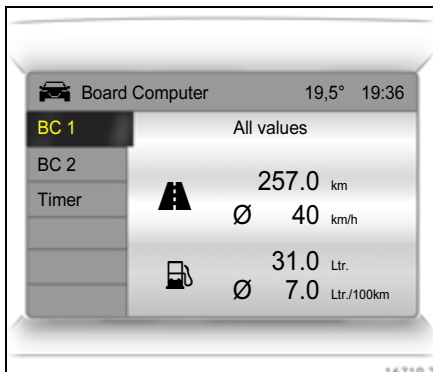 Board Computer 19,5° 19:36
BC 1 All values
BC 2
Timer
257.0 km
Ø 40 km/h
31.0 Ltr.
Ø 7.0 Ltr./100km